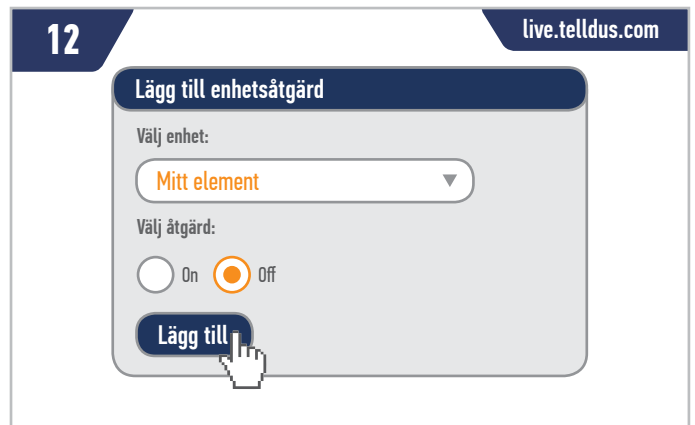 12
live.telldus.com
Lägg till enhetsåtgärd
Välj enhet:
Mitt element
Välj åtgärd:
On Off
Lägg till